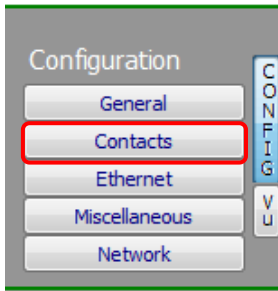 Configuration
General
Contacts
Ethernet
Miscellaneous
Network
CONFIG
Vu